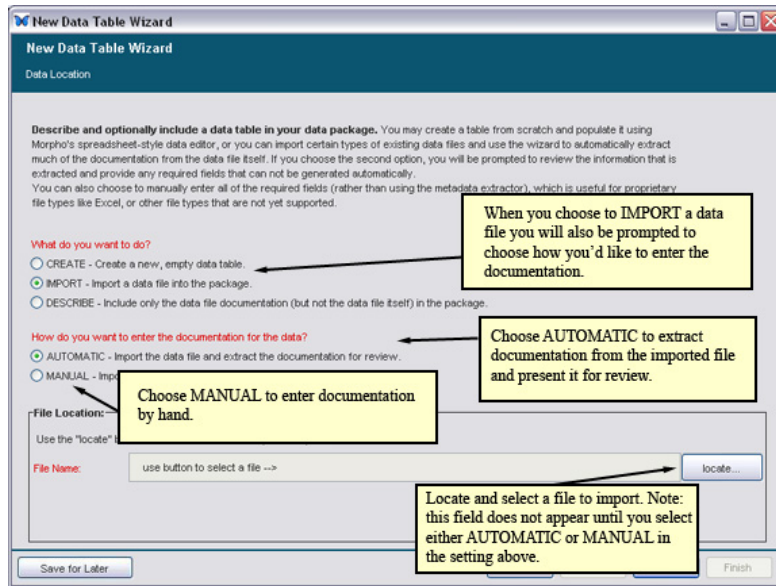 New Data Table Wizard
New Data Table Wizard
Data Location
Describe and optionally include a data table in your data package. You may create a table from scratch and populate it using
Morpho's spreadsheet-style data editor, or you can import certain types of existing data files and use the wizard to automatically extract
much of the documentation from the data file itself. If you choose the second option, you will be prompted to review the information that is
extracted and provide any required fields that can not be generated automatically.
You can also choose to manually enter all of the required fields (rather than using the metadata extractor), which is useful for proprietary
file types like Excel, or other file types that are not yet supported.
When you choose to IMPORT a data
file you will also be prompted to
choose how you'd like to enter the
documentation.
What do you want to do?
CREATE - Create a new, empty data table.
IMPORT - Import a data file into the package.
DESCRIBE - Include only the data file documentation (but not the data file itself) in the package.
How do you want to enter the documentation for the data?
AUTOMATIC - Import the data file and extract the documentation for review.
MANUAL - Impo
Choose AUTOMATIC to extract
documentation from the imported file
and present it for review.
Choose MANUAL to enter documentation
by hand.
File Location:
Use the "locate" b
File Name:
use button to select a file -->
locate...
Locate and select a file to import. Note:
this field does not appear until you select
either AUTOMATIC or MANUAL in
the setting above.
Save for Later
Finish